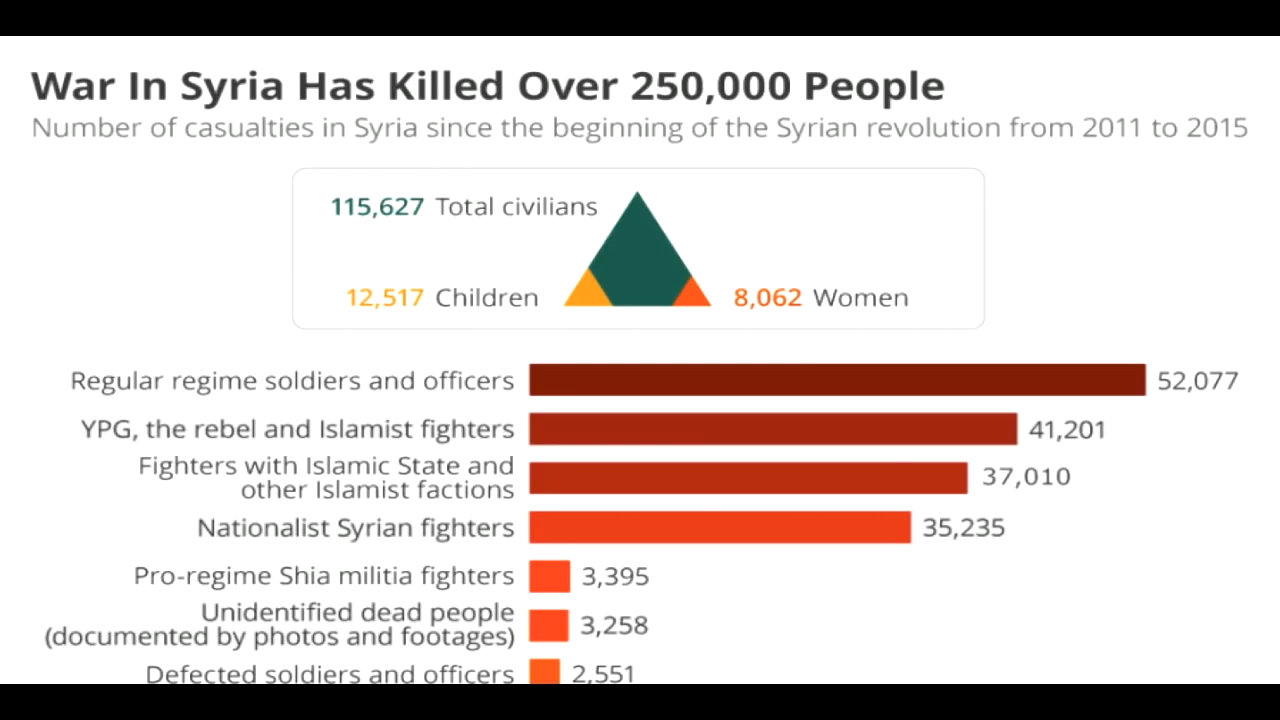 War In Syria Has Killed Over 250,000 People
Number of casualties in Syria since the beginning of the Syrian revolution from 2011 to 2015
115,627 Total civilians
12,517 Children
8,062 Women
Regular regime soldiers and officers 52,077
YPG, the rebel and Islamist fighters 41,201
Fighters with Islamic State and
other Islamist factions 37,010
Nationalist Syrian fighters 35,235
Pro-regime Shia militia fighters 3,395
Unidentified dead people
(documented by photos and footages) 3,258
Defected soldiers and officers 2,551